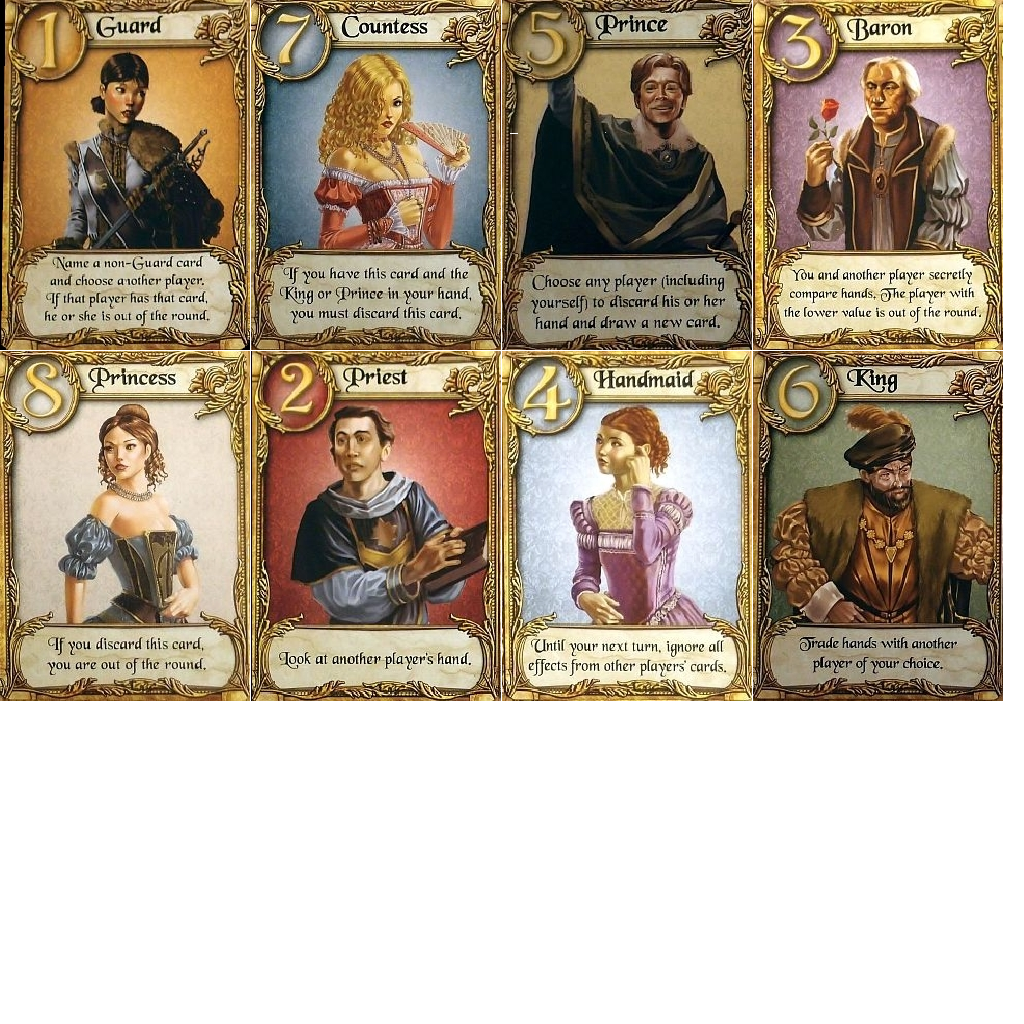 1 Guard
Name a non-Guard card
and choose another player.
If that player has that card,
he or she is out of the round.
7 Countess
If you have this card and the
King or Prince in your hand,
you must discard this card.
5 Prince
Choose any player (including
yourself) to discard his or her
hand and draw a new card.
3 Baron
You and another player secretly
compare hands. The player with
the lower value is out of the round.
8 Princess
If you discard this card,
you are out of the round.
2 Priest
Look at another player's hand.
4 Handmaid
Until your next turn, ignore all
effects from other players' cards.
6 King
Trade hands with another
player of your choice.